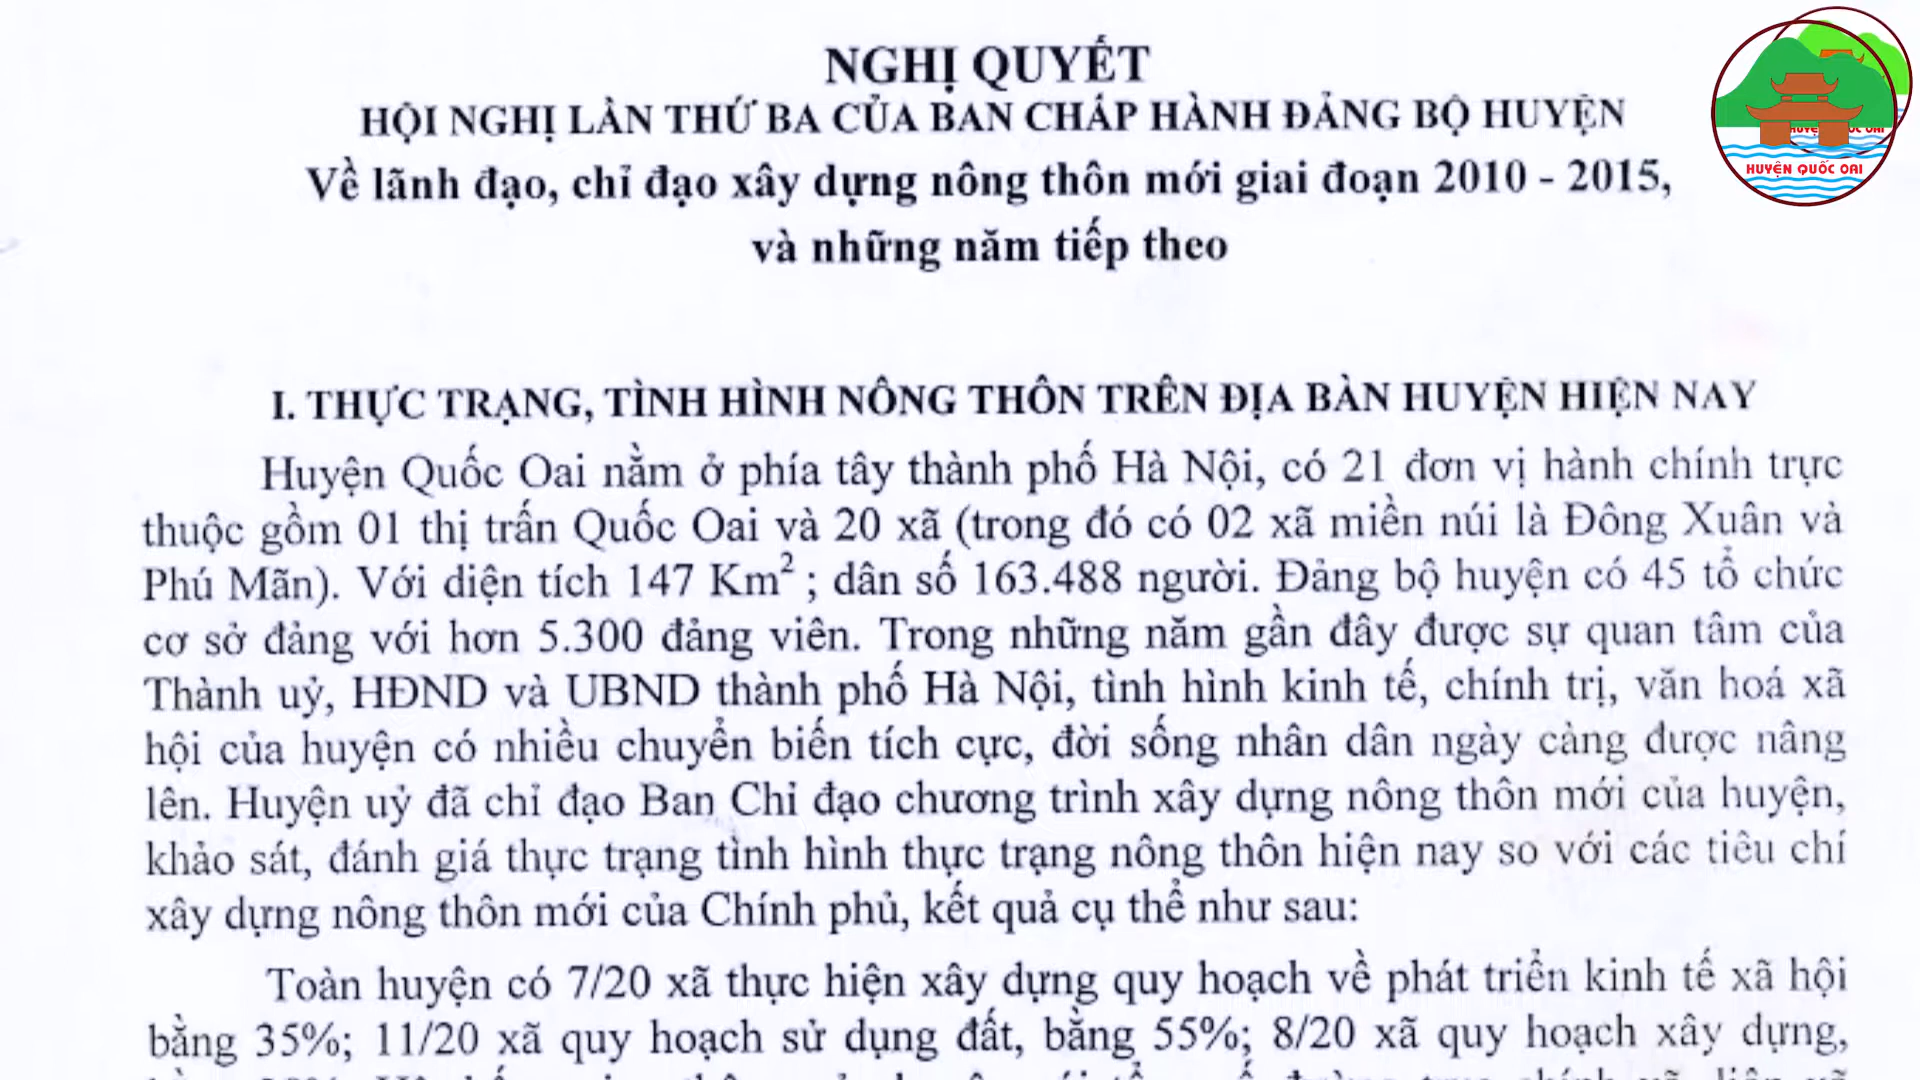 NGHỊ QUYẾT
HỘI NGHỊ LẦN THỨ BA CỦA BAN CHẤP HÀNH ĐẢNG BỘ HUYỆN
Về lãnh đạo, chỉ đạo xây dựng nông thôn mới giai đoạn 2010 - 2015,
và những năm tiếp theo
HUYỆN QUỐC OAI
I. THỰC TRẠNG, TÌNH HÌNH NÔNG THÔN TRÊN ĐỊA BÀN HUYỆN HIỆN NAY
Huyện Quốc Oai nằm ở phía tây thành phố Hà Nội, có 21 đơn vị hành chính trực
thuộc gồm 01 thị trấn Quốc Oai và 20 xã (trong đó có 02 xã miền núi là Đông Xuân và
Phú Mãn). Với diện tích 147 Km²; dân số 163.488 người. Đảng bộ huyện có 45 tổ chức
cơ sở đảng với hơn 5.300 đảng viên. Trong những năm gần đây được sự quan tâm của
Thành uỷ, HĐND và UBND thành phố Hà Nội, tình hình kinh tế, chính trị, văn hoá xã
hội của huyện có nhiều chuyển biến tích cực, đời sống nhân dân ngày càng được nâng
lên. Huyện uỷ đã chỉ đạo Ban Chỉ đạo chương trình xây dựng nông thôn mới của huyện,
khảo sát, đánh giá thực trạng tình hình thực trạng nông thôn hiện nay so với các tiêu chí
xây dựng nông thôn mới của Chính phủ, kết quả cụ thể như sau:
Toàn huyện có 7/20 xã thực hiện xây dựng quy hoạch về phát triển kinh tế xã hội
bằng 35%; 11/20 xã quy hoạch sử dụng đất, bằng 55%; 8/20 xã quy hoạch xây dựng,